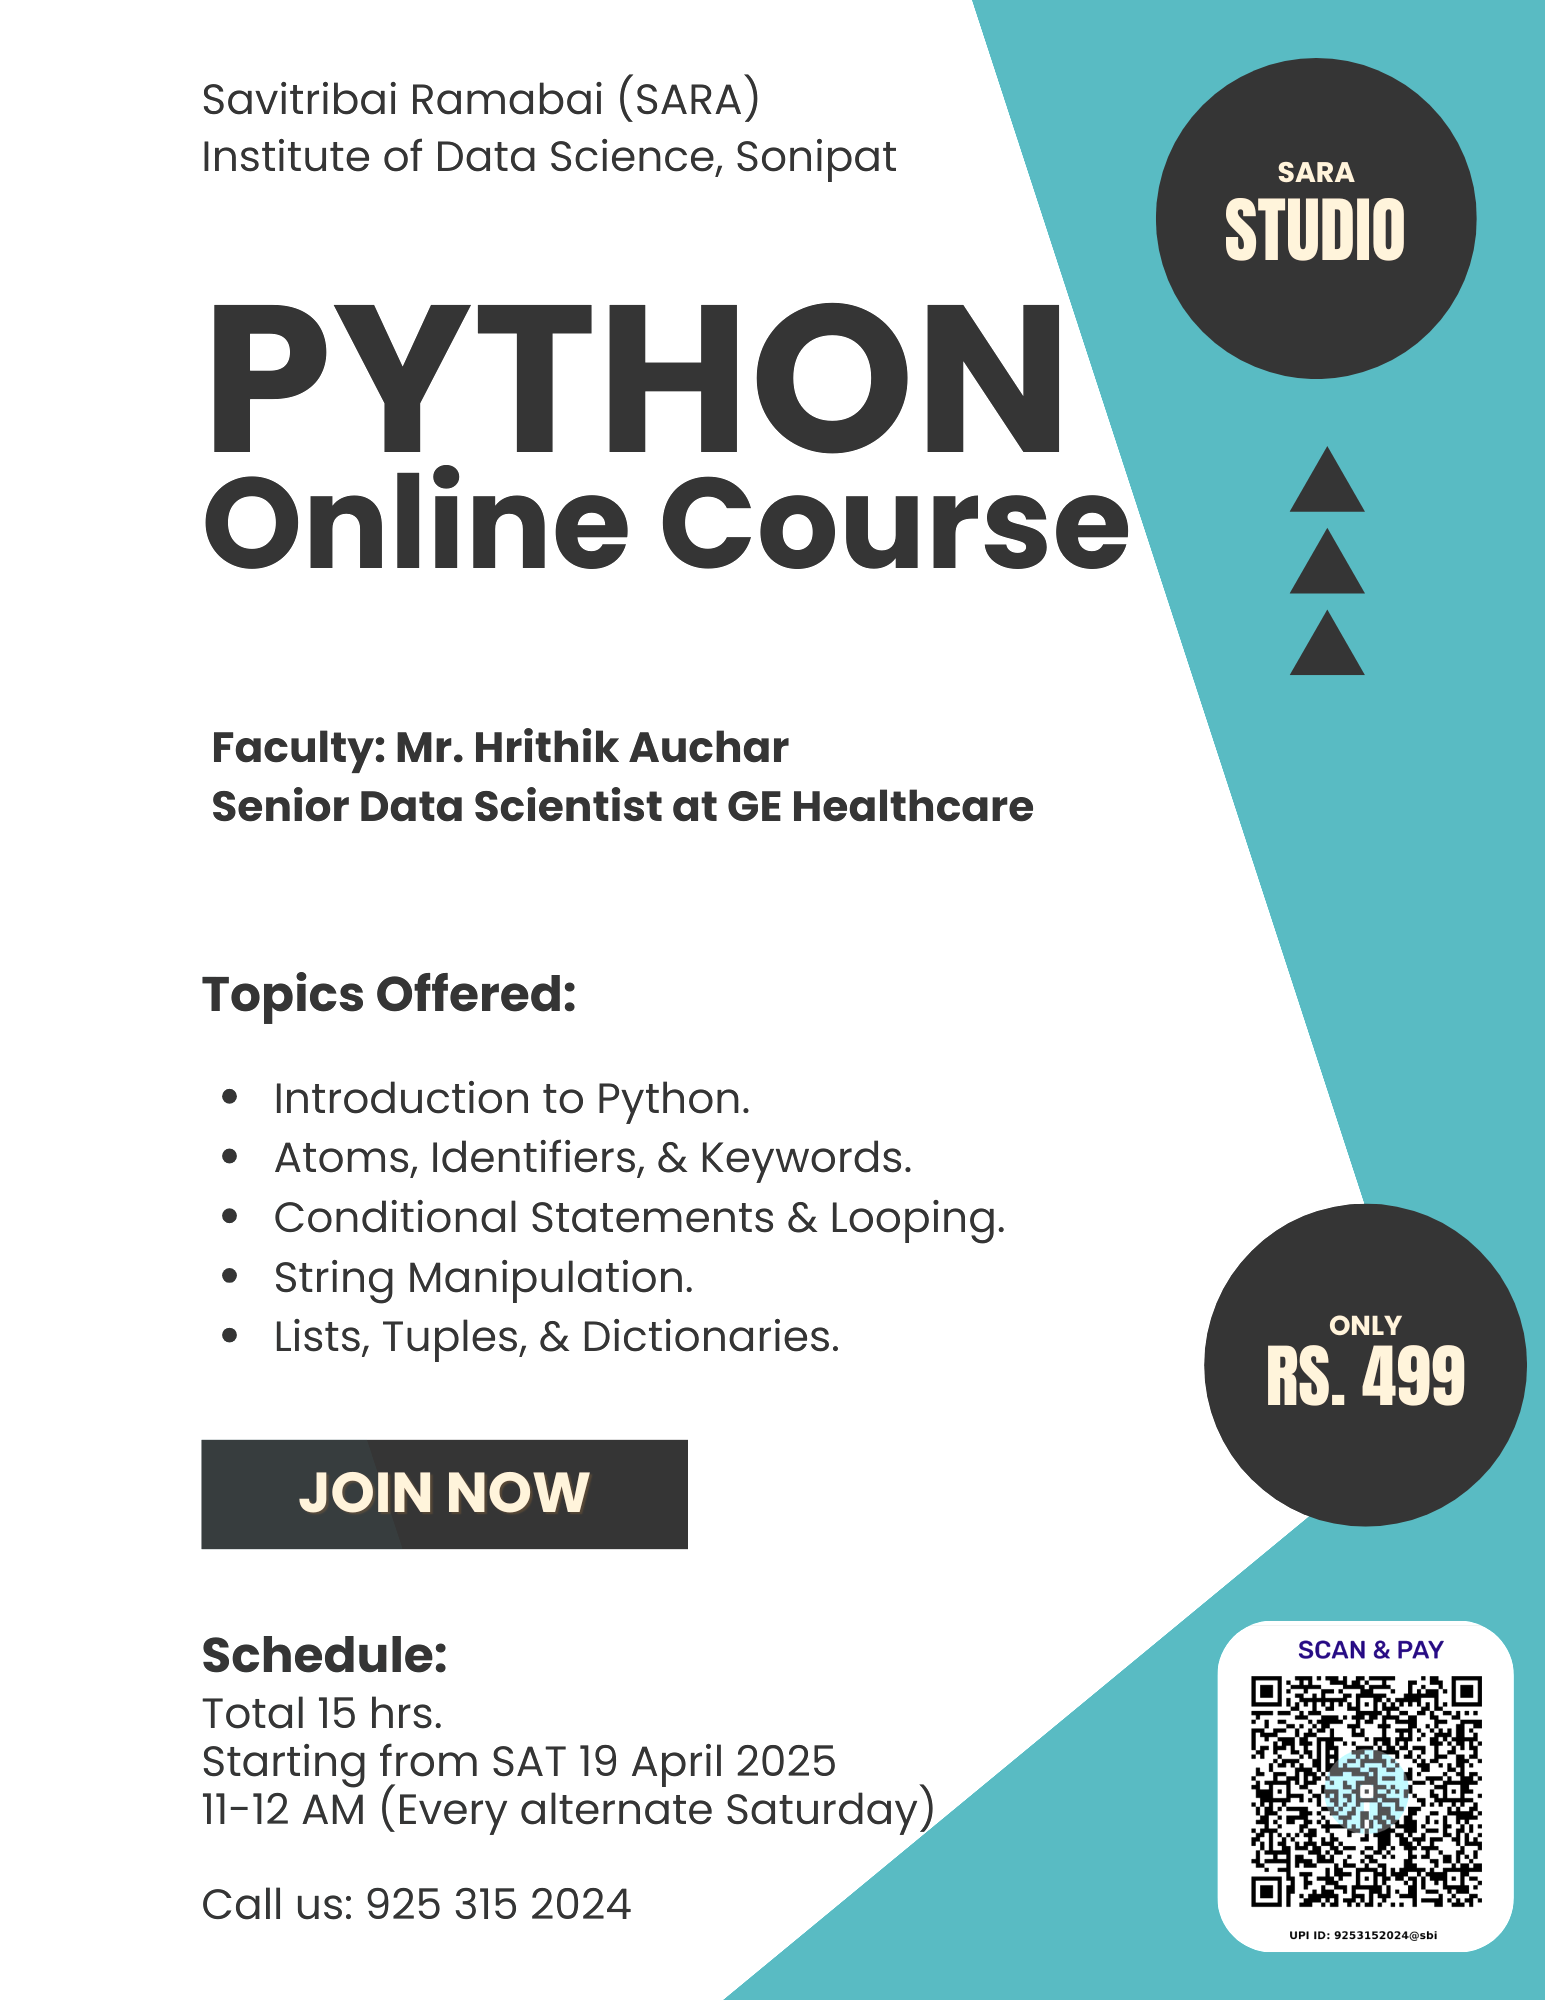 Savitribai Ramabai (SARA)
Institute of Data Science, Sonipat
SARA
STUDIO
PYTHON
Online Course
Faculty: Mr. Hrithik Auchar
Senior Data Scientist at GE Healthcare
Topics Offered:
• Introduction to Python.
• Atoms, Identifiers, & Keywords.
• Conditional Statements & Looping.
• String Manipulation.
• Lists, Tuples, & Dictionaries.
ONLY
RS. 499
JOIN NOW
Schedule:
Total 15 hrs.
Starting from SAT 19 April 2025
11-12 AM (Every alternate Saturday)
Call us: 925 315 2024
SCAN & PAY
UPI ID: 9253152024@sbi